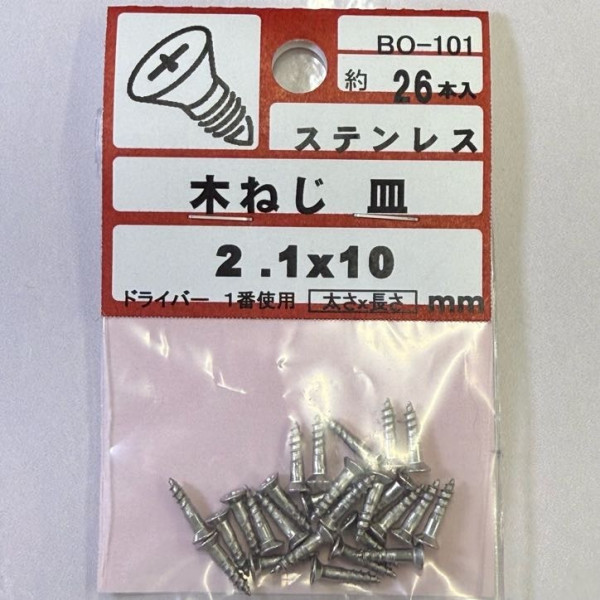 BO-101
約 26本入
ステンレス
木ねじ 皿
2.1x10
ドライバー 1番使用 太さx長さ mm